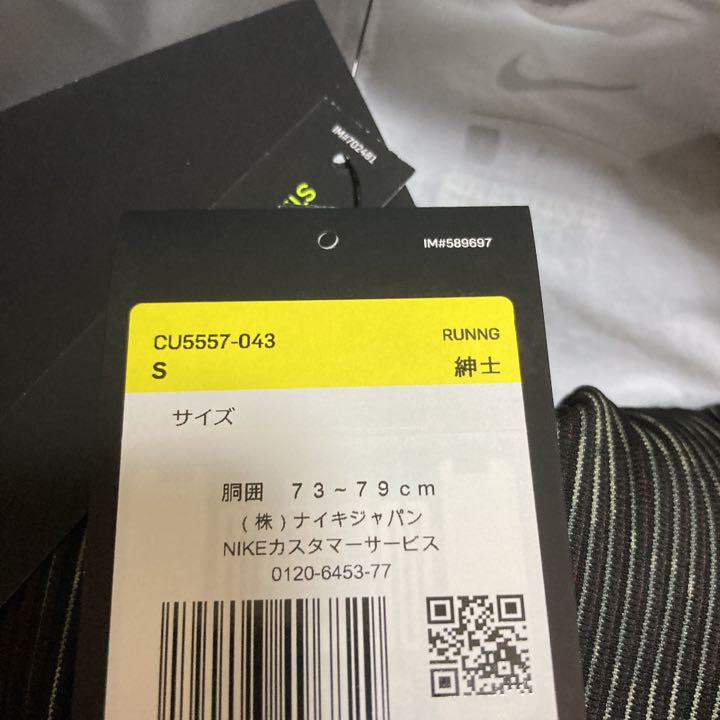 IM#702481
IM#589697
CU5557-043
RUNNG
S
紳士
サイズ
胴囲 73~79cm
(株)ナイキジャパン
NIKEカスタマーサービス
0120-6453-77